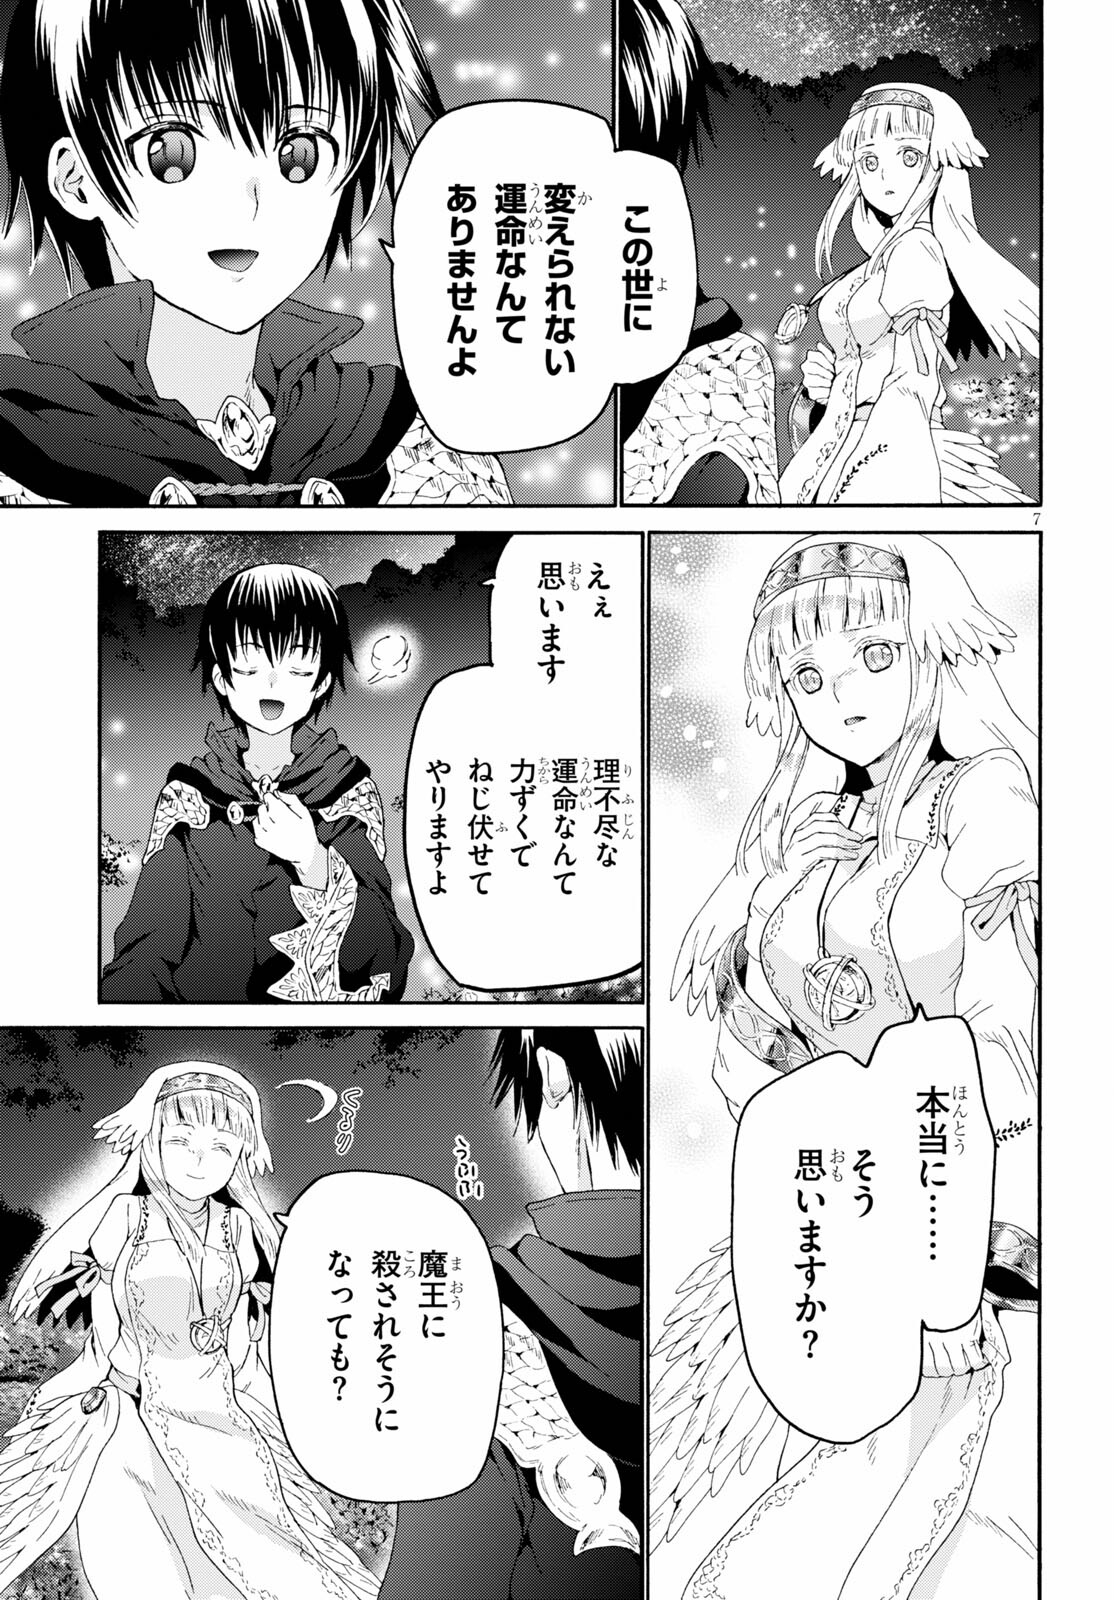 この世に
変えられない
運命なんて
ありませんよ
7
本当に……
そう
思いますか？
ええ
思います
理不尽な
運命なんて
力ずくで
ねじ伏せて
やりますよ
くるり
うふふ
魔王に
殺されそうに
なっても？